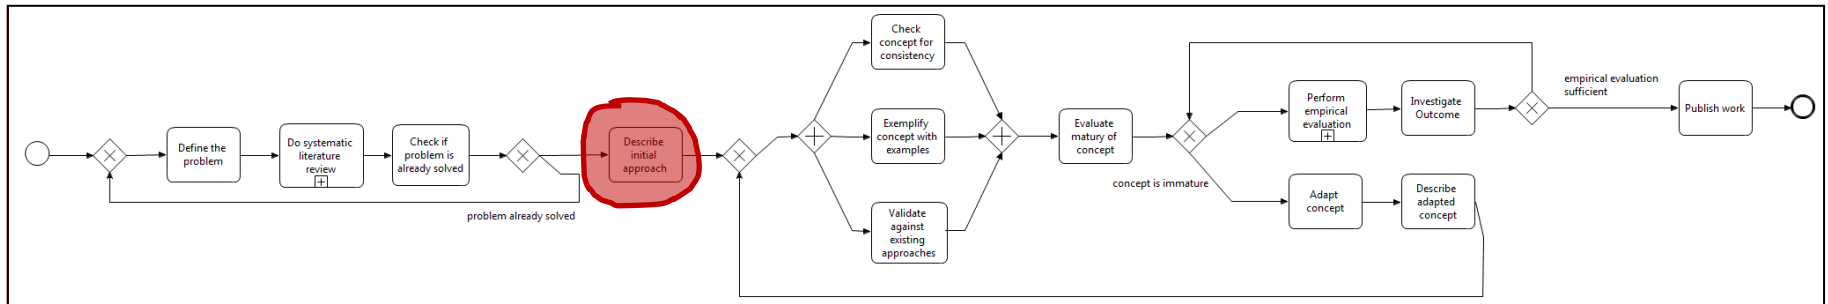 Define the
problem
Do systematic
literature
review
Check if
problem is
already solved
problem already solved
Describe
initial
approach
Check
concept for
consistency
Exemplify
concept with
examples
Validate
against
existing
approaches
Evaluate
matury of
concept
concept is immature
Perform
empirical
evaluation
Investigate
Outcome
Adapt
concept
Describe
adapted
concept
empirical evaluation
sufficient
Publish work